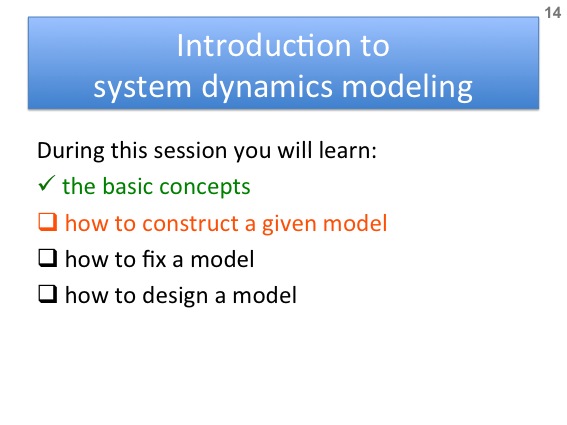 14
Introduction to
system dynamics modeling
During this session you will learn:
✓ the basic concepts
❑ how to construct a given model
❑ how to fix a model
❑ how to design a model